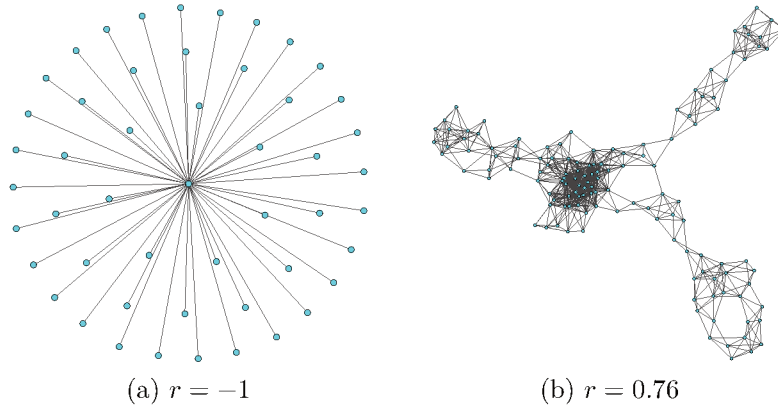 (a) r = −1
(b) r = 0.76